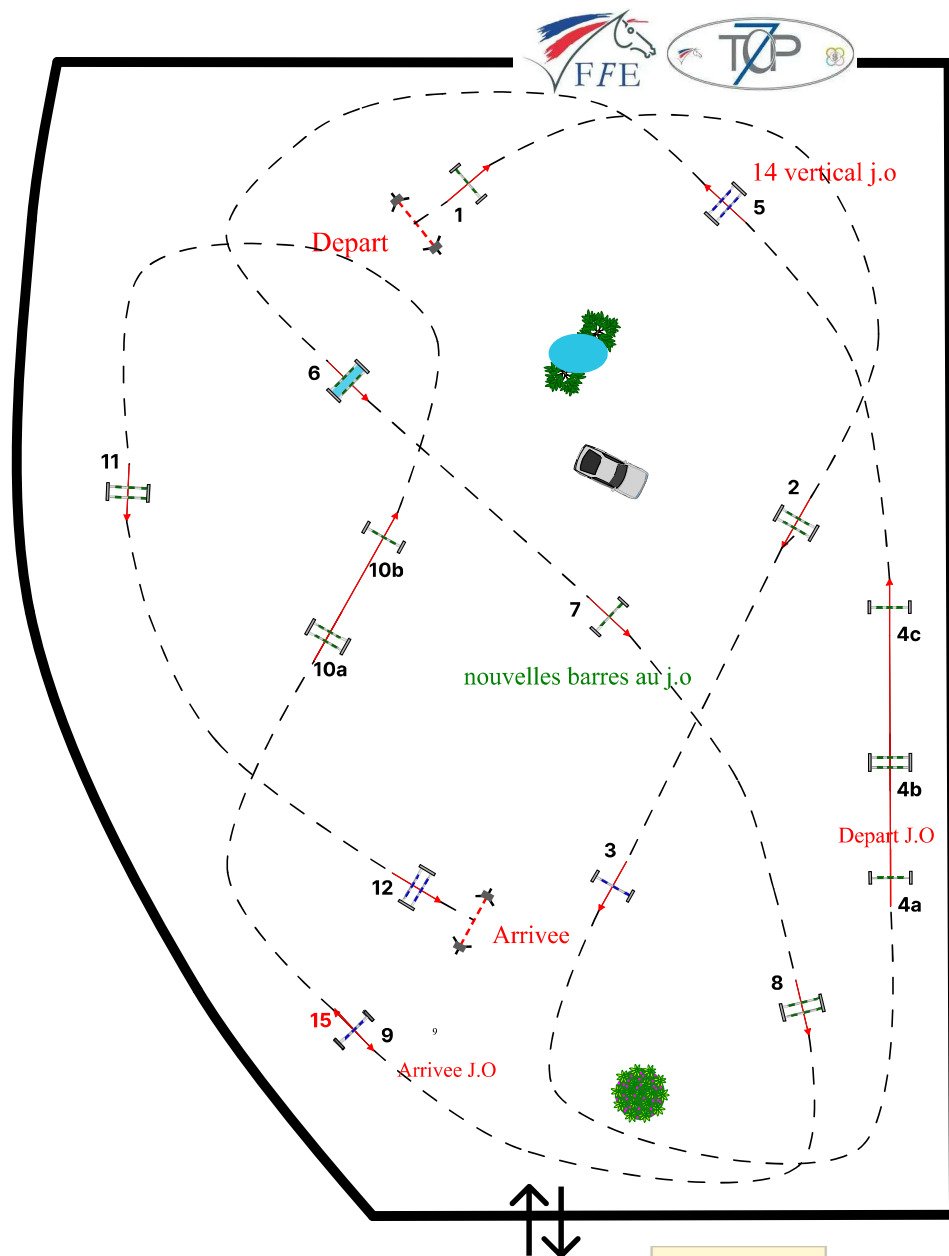 FFE
TOP 7
14 vertical j.o
5
1
Depart
6
11
2
10b
7
4c
10a
nouvelles barres au j.o
4b
Depart J.O
3
12
4a
Arrivee
8
15
9
9
Arrivee J.O